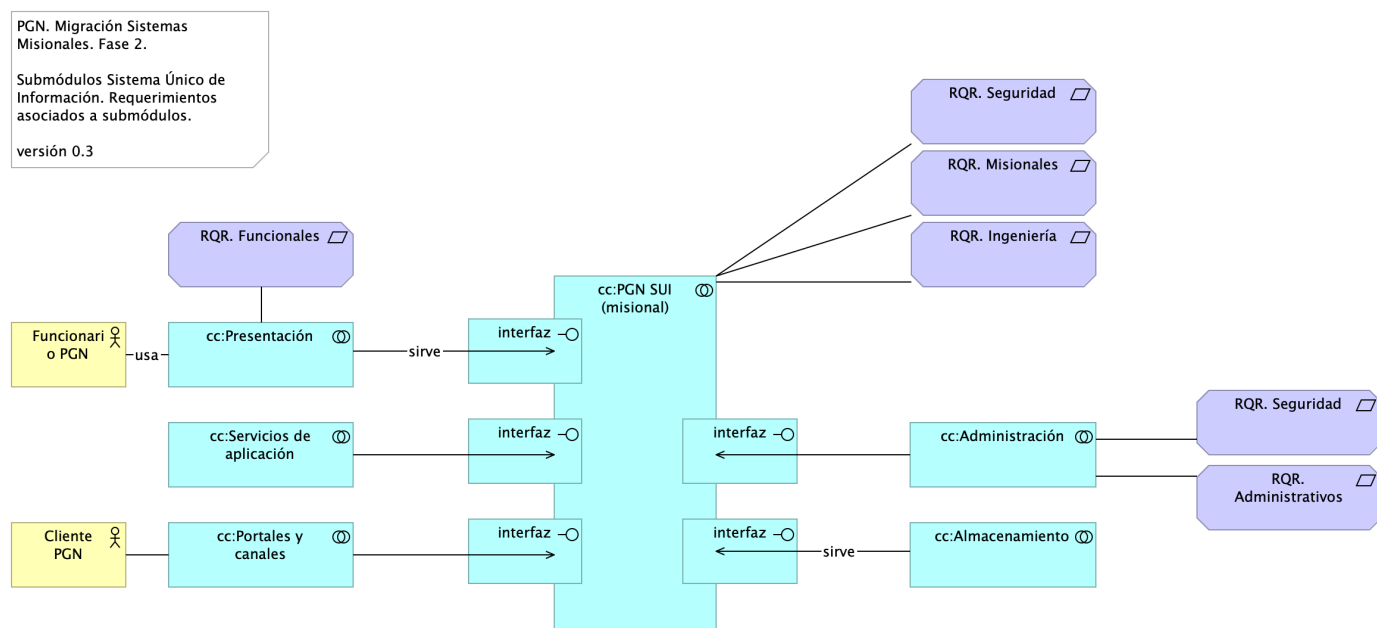 PGN. Migración Sistemas
Misionales. Fase 2.
Submódulos Sistema Único de
Información. Requerimientos
asociados a submódulos.
versión 0.3
RQR. Seguridad
RQR. Misionales
RQR. Funcionales
RQR. Ingeniería
cc:PGN SUI
(misional)
Funcionari
o PGN
usa
cc:Presentación
sirve
interfaz
cc:Servicios de
aplicación
interfaz
interfaz
cc:Administración
RQR. Seguridad
RQR.
Administrativos
Cliente
PGN
cc:Portales y
canales
interfaz
interfaz
sirve
cc:Almacenamiento